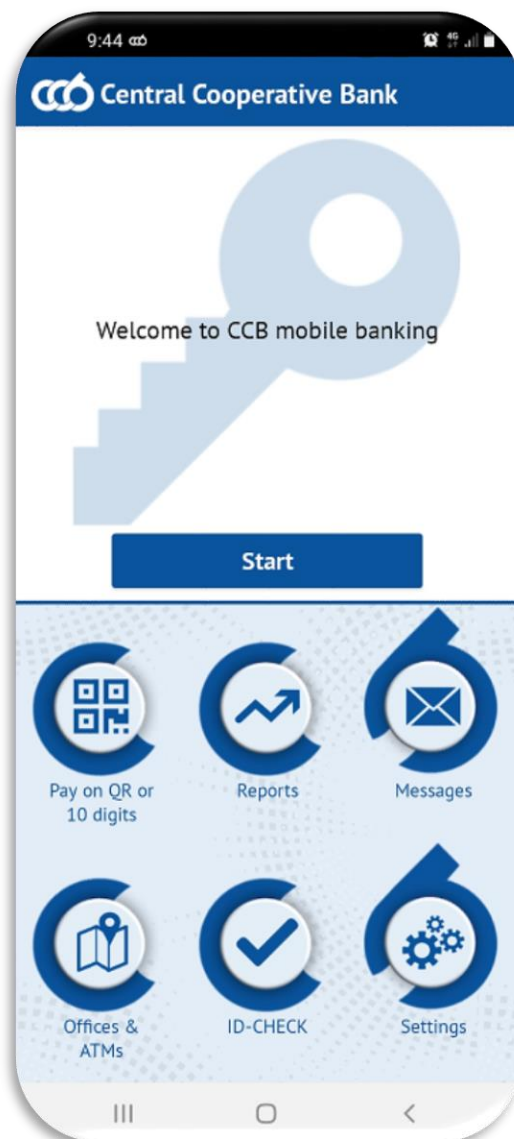 9:44
4G
Central Cooperative Bank
Welcome to CCB mobile banking
Start
Pay on QR or
10 digits
Reports
Messages
Offices &
ATMs
ID-CHECK
Settings